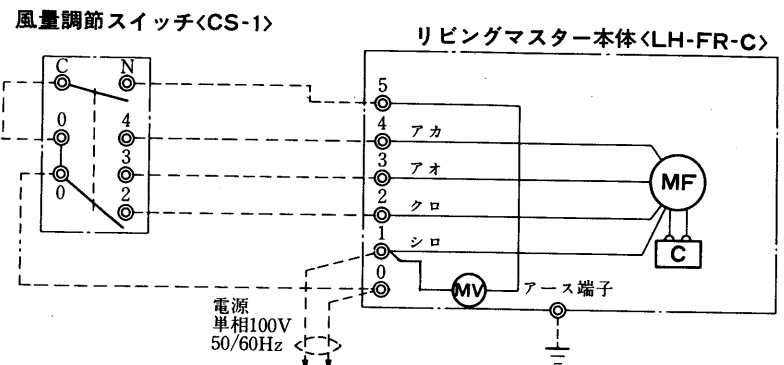 風量調節スイッチ<CS-1>
リビングマスター本体<LH-FR-C>
C N
0 4
3
0 2
5
4 アカ
3 アオ
2 クロ
1 シロ
0
MF
C
MV
アース端子
電源
単相100V
50/60Hz